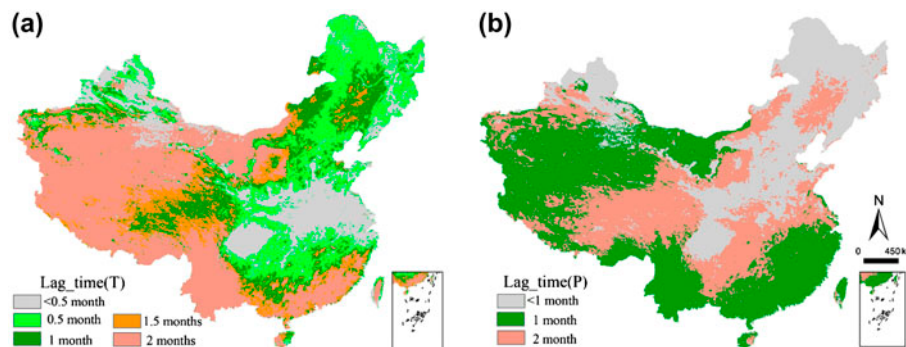 (a)
Lag_time(T)
<0.5 month
0.5 month
1 month
1.5 months
2 months
(b)
N
0 450 k
Lag_time(P)
<1 month
1 month
2 month